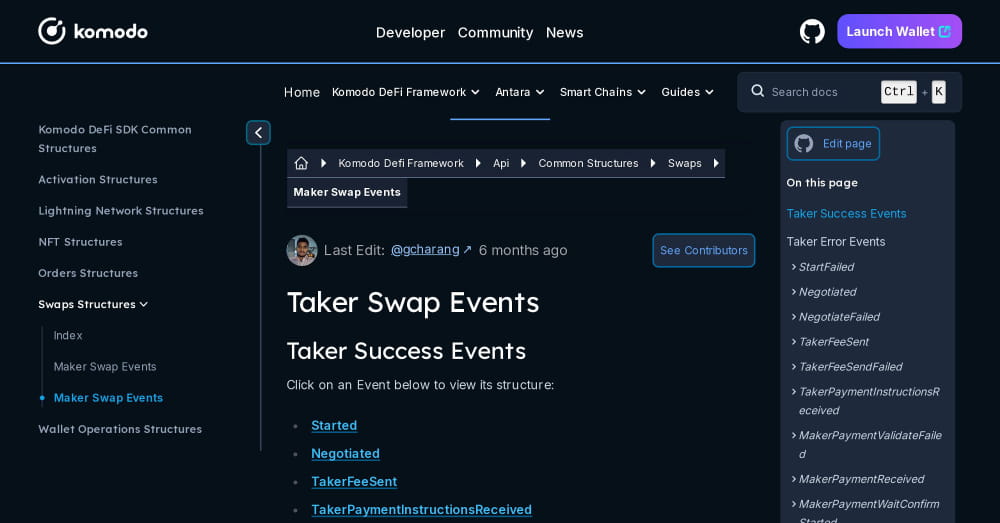 komodo
Developer Community News
Launch Wallet
Home Komodo DeFi Framework Antara Smart Chains Guides
Search docs Ctrl + K
Komodo DeFi SDK Common
Structures
Activation Structures
Lightning Network Structures
NFT Structures
Orders Structures
Swaps Structures
Index
Maker Swap Events
Maker Swap Events
Wallet Operations Structures
Komodo Defi Framework Api Common Structures Swaps
Maker Swap Events
Last Edit: @gcharang ↗ 6 months ago
See Contributors
Taker Swap Events
Taker Success Events
Click on an Event below to view its structure:
• Started
• Negotiated
• TakerFeeSent
• TakerPaymentInstructionsReceived
Edit page
On this page
Taker Success Events
Taker Error Events
StartFailed
Negotiated
NegotiateFailed
TakerFeeSent
TakerFeeSendFailed
TakerPaymentInstructionsR
eceived
MakerPaymentValidateFaile
d
MakerPaymentReceived
MakerPaymentWaitConfirm
Started